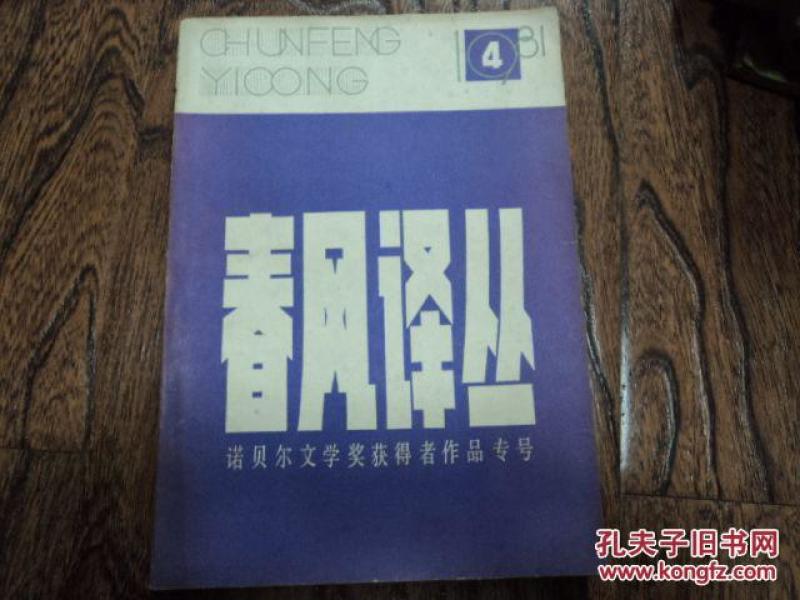 CHUNFENG
YICONG
1981
4
春风译丛
诺贝尔文学奖获得者作品专号
孔夫子旧书网
www.kongfz.com